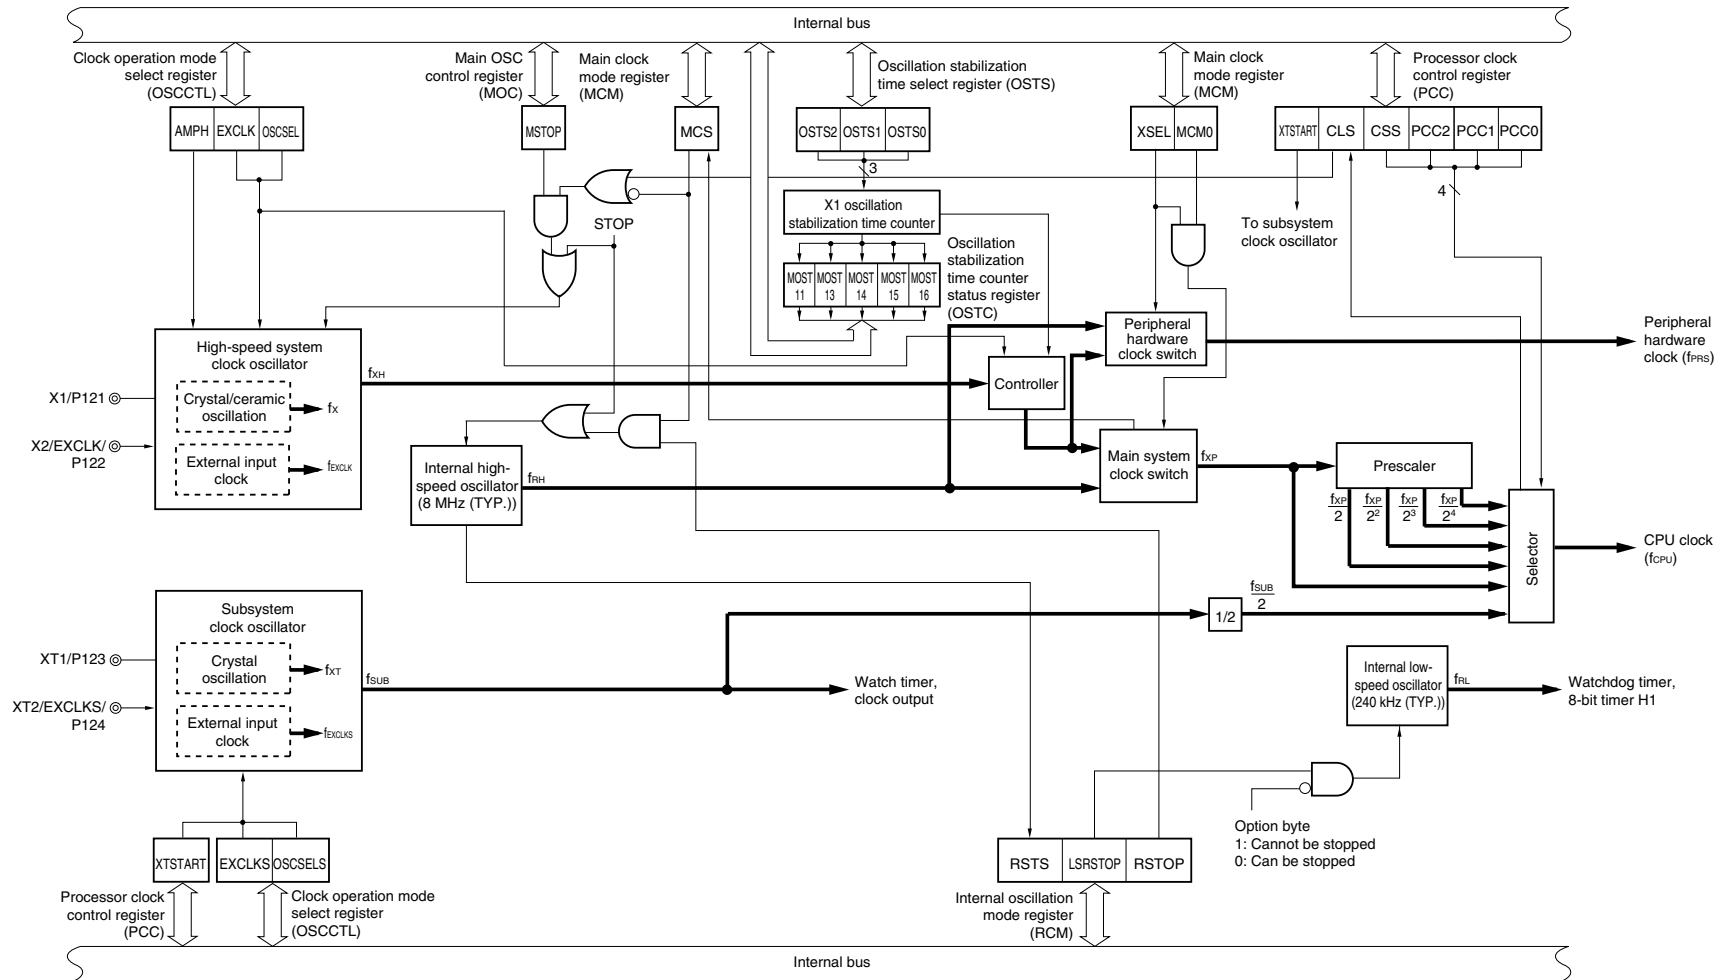 Internal bus
Clock operation mode
select register
(OSCCTL)
Main OSC
control register
(MOC)
Main clock
mode register
(MCM)
Oscillation stabilization
time select register (OSTS)
Main clock
mode register
(MCM)
Processor clock
control register
(PCC)
AMPH EXCLK OSCSEL
MSTOP
MCS
OSTS2 OSTS1 OSTS0
XSEL MCM0
XTSTART CLS CSS PCC2 PCC1 PCC0
3
4
STOP
X1 oscillation
stabilization time counter
To subsystem
clock oscillator
Oscillation
stabilization
time counter
status register
(OSTC)
MOST MOST MOST MOST MOST
11 13 14 15 16
High-speed system
clock oscillator
Crystal/ceramic
oscillation
fX
External input
clock
fEXCLK
X1/P121
X2/EXCLK/
P122
fXH
Controller
Peripheral
hardware
clock switch
Peripheral
hardware
clock (fPRS)
Internal high-
speed oscillator
(8 MHz (TYP.))
fRH
Main system
clock switch
fXP
Prescaler
fXP fXP fXP fXP
2 2² 2³ 2⁴
Selector
CPU clock
(fCPU)
fSUB
2
1/2
Subsystem
clock oscillator
Crystal
oscillation
fXT
External input
clock
fEXCLKS
XT1/P123
XT2/EXCLKS/
P124
fSUB
Watch timer,
clock output
Internal low-
speed oscillator
(240 kHz (TYP.))
fRL
Watchdog timer,
8-bit timer H1
Option byte
1: Cannot be stopped
0: Can be stopped
XTSTART EXCLKS OSCSELS
RSTS LSRSTOP RSTOP
Processor clock
control register
(PCC)
Clock operation mode
select register
(OSCCTL)
Internal oscillation
mode register
(RCM)
Internal bus